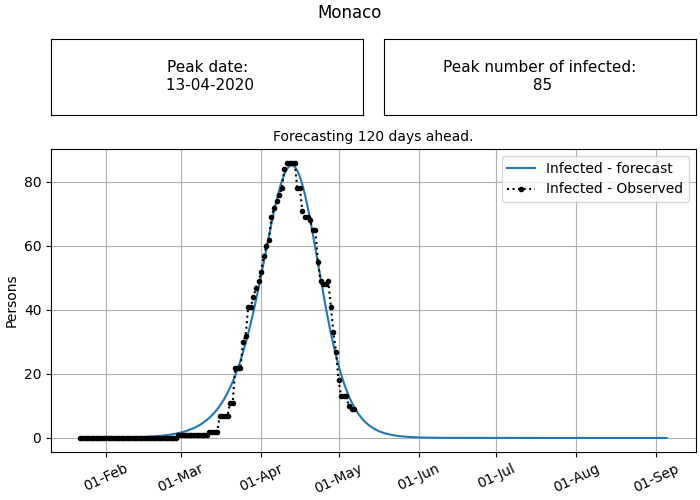 Monaco
Peak date:
13-04-2020
Peak number of infected:
85
Forecasting 120 days ahead.
Infected - forecast
Infected - Observed
Persons
80
60
40
20
0
01-Feb
01-Mar
01-Apr
01-May
01-Jun
01-Jul
01-Aug
01-Sep